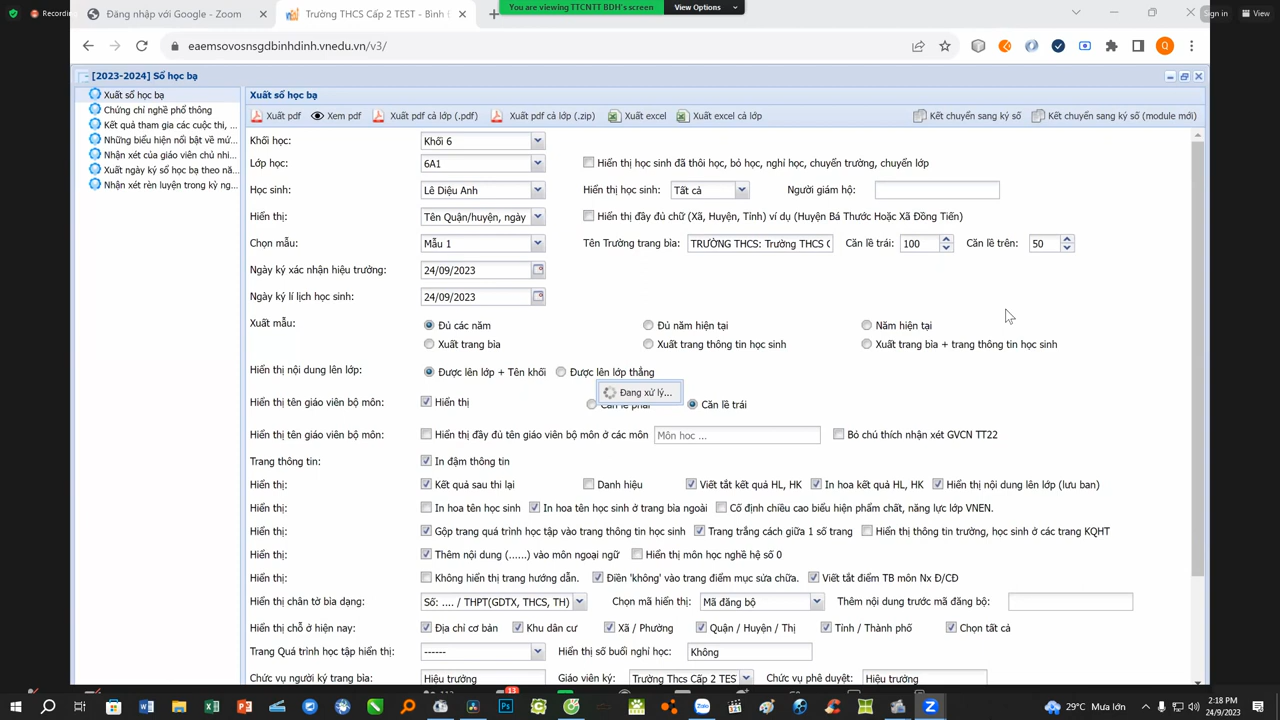 Recording
Đăng nhập với Google - Zoom
Trường THCS Cấp 2 TEST - Bình Đ
You are viewing TTCNTT BDH's screen
View Options
Sign in
View
eaemsovosnsgdbinhdinh.vnedu.vn/v3/
Q
[2023-2024] Sổ học bạ
Xuất sổ học bạ
Chứng chỉ nghề phổ thông
Kết quả tham gia các cuộc thi, ...
Những biểu hiện nổi bật về mứ...
Nhận xét của giáo viên chủ nhi...
Xuất ngày ký sổ học bạ theo nă...
Nhận xét rèn luyện trong kỳ ng...
Xuất sổ học bạ
Xuất pdf Xem pdf Xuất pdf cả lớp (.pdf) Xuất pdf cả lớp (.zip) Xuất excel Xuất excel cả lớp Kết chuyển sang ký số Kết chuyển sang ký số (module mới)
Khối học: Khối 6
Lớp học: 6A1 Hiển thị học sinh đã thôi học, bỏ học, nghỉ học, chuyển trường, chuyển lớp
Học sinh: Lê Diệu Anh Hiển thị học sinh: Tất cả Người giám hộ:
Hiển thị: Tên Quận/huyện, ngày Hiển thị đầy đủ chữ (Xã, Huyện, Tỉnh) ví dụ (Huyện Bá Thước Hoặc Xã Đồng Tiến)
Chọn mẫu: Mẫu 1 Tên Trường trang bìa: TRƯỜNG THCS: Trường THCS C Căn lề trái: 100 Căn lề trên: 50
Ngày ký xác nhận hiệu trưởng: 24/09/2023
Ngày kí lí lịch học sinh: 24/09/2023
Xuất mẫu: Đủ các năm Đủ năm hiện tại Năm hiện tại
Xuất trang bìa Xuất trang thông tin học sinh Xuất trang bìa + trang thông tin học sinh
Hiển thị nội dung lên lớp: Được lên lớp + Tên khối Được lên lớp thẳng
Đang xử lý...
Hiển thị tên giáo viên bộ môn: Hiển thị Căn lề phải Căn lề trái
Hiển thị tên giáo viên bộ môn: Hiển thị đầy đủ tên giáo viên bộ môn ở các môn Môn học ... Bỏ chú thích nhận xét GVCN TT22
Trang thông tin: In đậm thông tin
Hiển thị: Kết quả sau thi lại Danh hiệu Viết tắt kết quả HL, HK In hoa kết quả HL, HK Hiển thị nội dung lên lớp (lưu ban)
Hiển thị: In hoa tên học sinh In hoa tên học sinh ở trang bìa ngoài Cố định chiều cao biểu hiện phẩm chất, năng lực lớp VNEN.
Hiển thị: Gộp trang quá trình học tập vào trang thông tin học sinh Trang trắng cách giữa 1 số trang Hiển thị thông tin trường, học sinh ở các trang KQHT
Hiển thị: Thêm nội dung (......) vào môn ngoại ngữ Hiển thị môn học nghề hệ số 0
Hiển thị: Không hiển thị trang hướng dẫn. Điền 'không' vào trang điểm mục sửa chữa. Viết tắt điểm TB môn Nx Đ/CĐ
Hiển thị chân tờ bìa dạng: Số: .... / THPT(GDTX, THCS, TH) Chọn mã hiển thị: Mã đăng bộ Thêm nội dung trước mã đăng bộ:
Hiển thị chỗ ở hiện nay: Địa chỉ cơ bản Khu dân cư Xã / Phường Quận / Huyện / Thị Tỉnh / Thành phố Chọn tất cả
Trang Quá trình học tập hiển thị: ------ Hiển thị số buổi nghỉ học: Không
Chức vụ người ký trang bìa: Hiệu trưởng Giáo viên ký: Trường Thcs Cấp 2 TES Chức vụ phê duyệt: Hiệu trưởng
13
29°C Mưa lớn
2:18 PM
24/9/2023